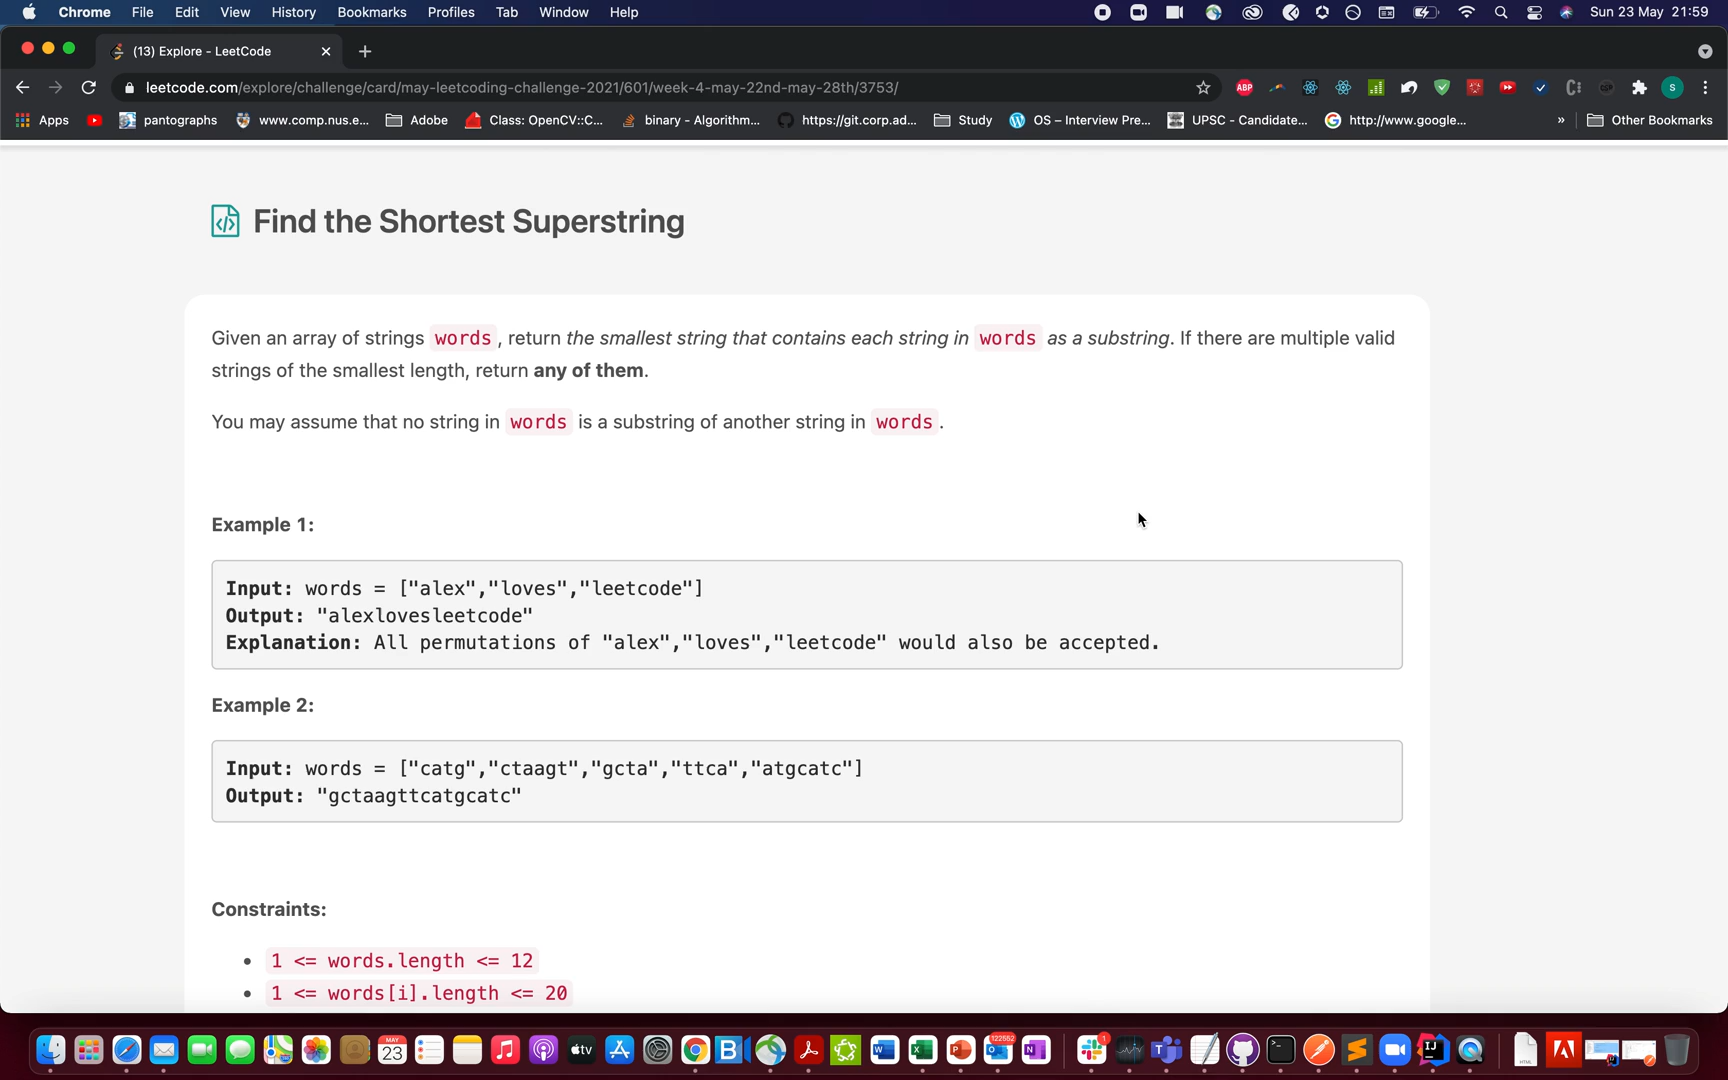 Chrome File Edit View History Bookmarks Profiles Tab Window Help Sun 23 May 21:59
(13) Explore - LeetCode
leetcode.com/explore/challenge/card/may-leetcoding-challenge-2021/601/week-4-may-22nd-may-28th/3753/ ABP S
Apps pantographs www.comp.nus.e... Adobe Class: OpenCV::C... binary - Algorithm... https://git.corp.ad... Study OS – Interview Pre... UPSC - Candidate... http://www.google... » Other Bookmarks
Find the Shortest Superstring
Given an array of strings words, return the smallest string that contains each string in words as a substring. If there are multiple valid
strings of the smallest length, return any of them.
You may assume that no string in words is a substring of another string in words.
Example 1:
Input: words = ["alex","loves","leetcode"]
Output: "alexlovesleetcode"
Explanation: All permutations of "alex","loves","leetcode" would also be accepted.
Example 2:
Input: words = ["catg","ctaagt","gcta","ttca","atgcatc"]
Output: "gctaagttcatgcatc"
Constraints:
1 <= words.length <= 12
1 <= words[i].length <= 20
MAY 23 tv